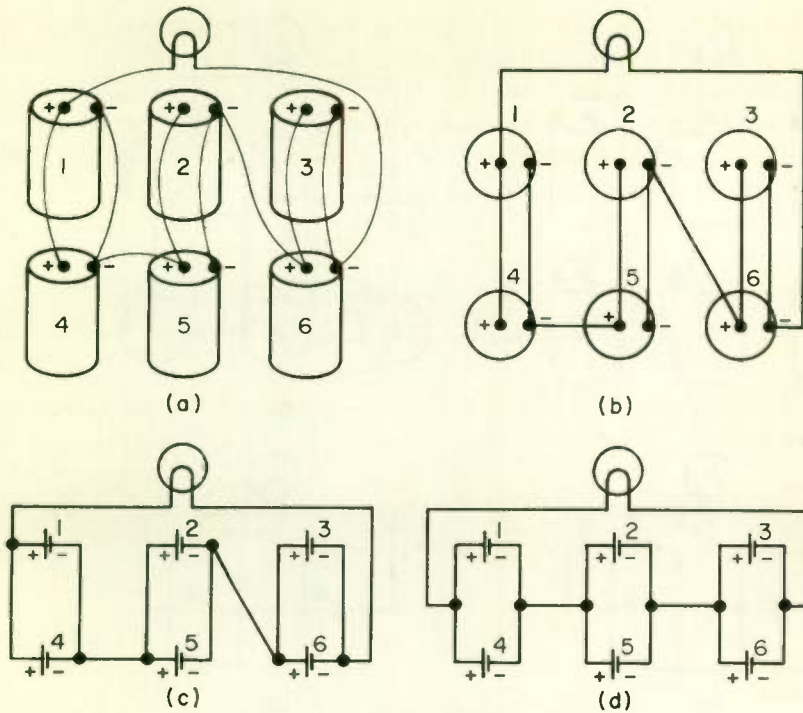 + - + - + -
1 2 3
+ - + - + -
4 5 6
(a)
1 2 3
+ - + - + -
4 5 6
+ - + - + -
(b)
1 2 3
+ - + - + -
4 5 6
+ - + - + -
(c)
1 2 3
+ - + - + -
4 5 6
+ - + - + -
(d)